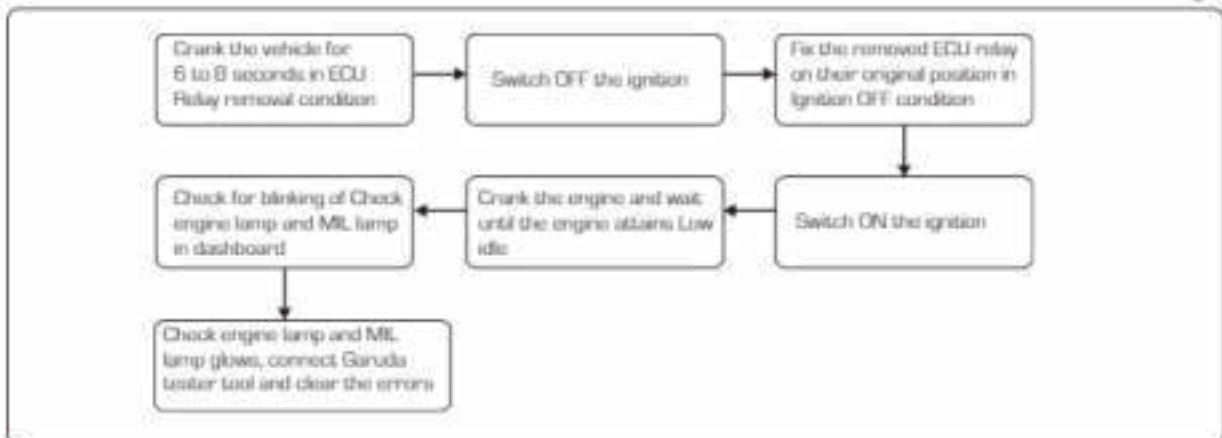 Crank the vehicle for
6 to 8 seconds in ECU
Relay removal condition
Switch OFF the ignition
Fix the removed ECU relay
on their original position in
Ignition OFF condition
Switch ON the ignition
Crank the engine and wait
until the engine attains Low
idle
Check for blinking of Check
engine lamp and MIL lamp
in dashboard
Check engine lamp and MIL
lamp glows, connect Garuda
tester tool and clear the errors